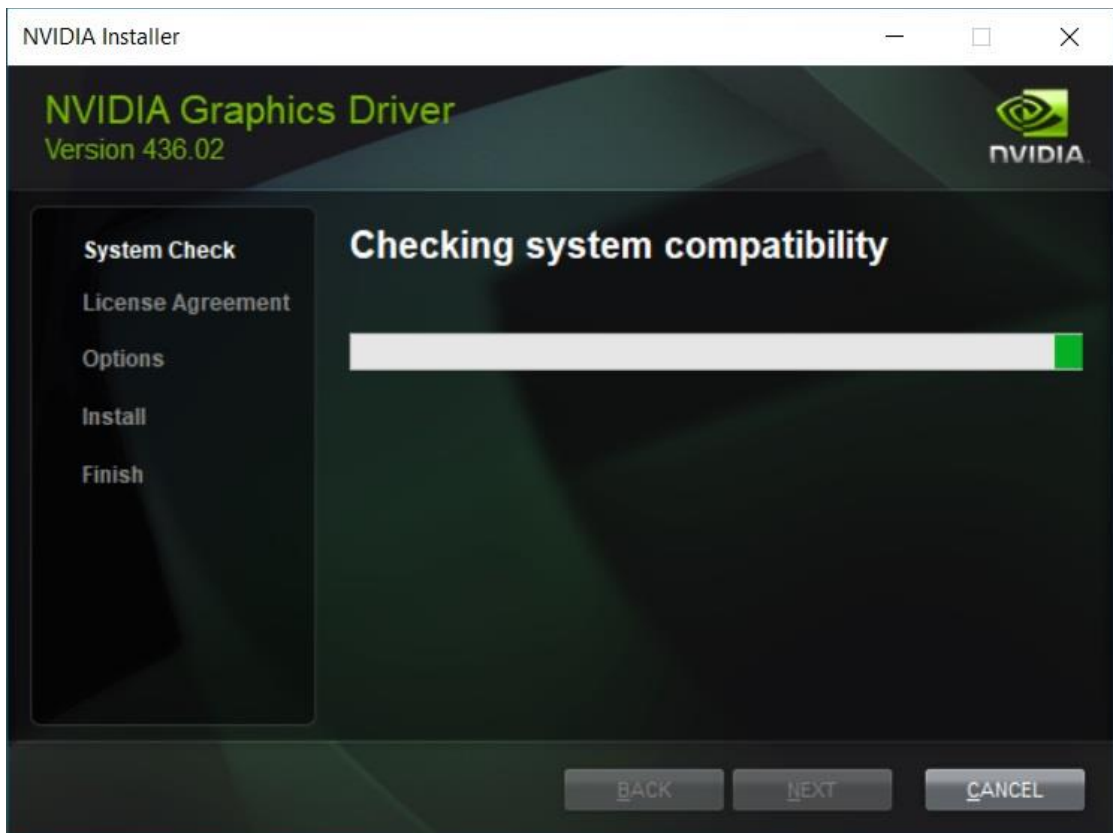 NVIDIA Installer
NVIDIA Graphics Driver
Version 436.02
NVIDIA
System Check
License Agreement
Options
Install
Finish
Checking system compatibility
BACK
NEXT
CANCEL